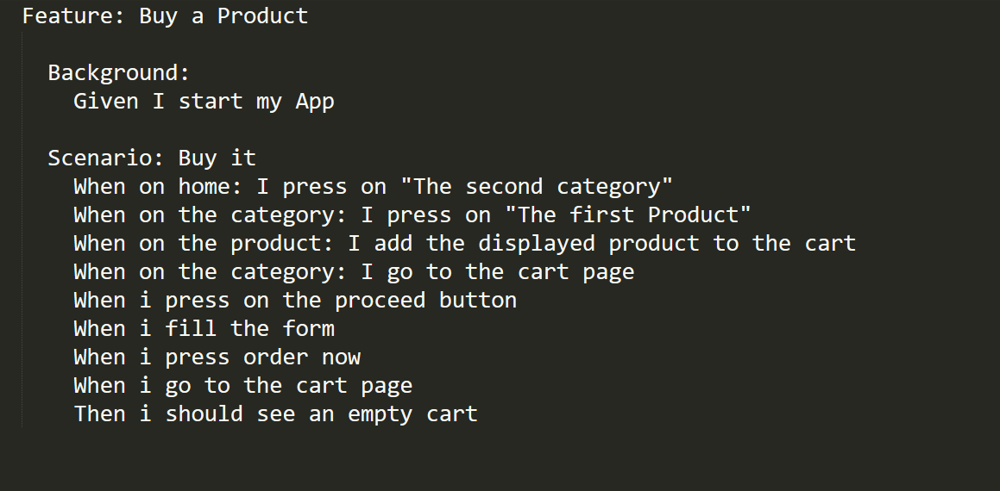 Feature: Buy a Product
Background:
Given I start my App
Scenario: Buy it
When on home: I press on "The second category"
When on the category: I press on "The first Product"
When on the product: I add the displayed product to the cart
When on the category: I go to the cart page
When i press on the proceed button
When i fill the form
When i press order now
When i go to the cart page
Then i should see an empty cart